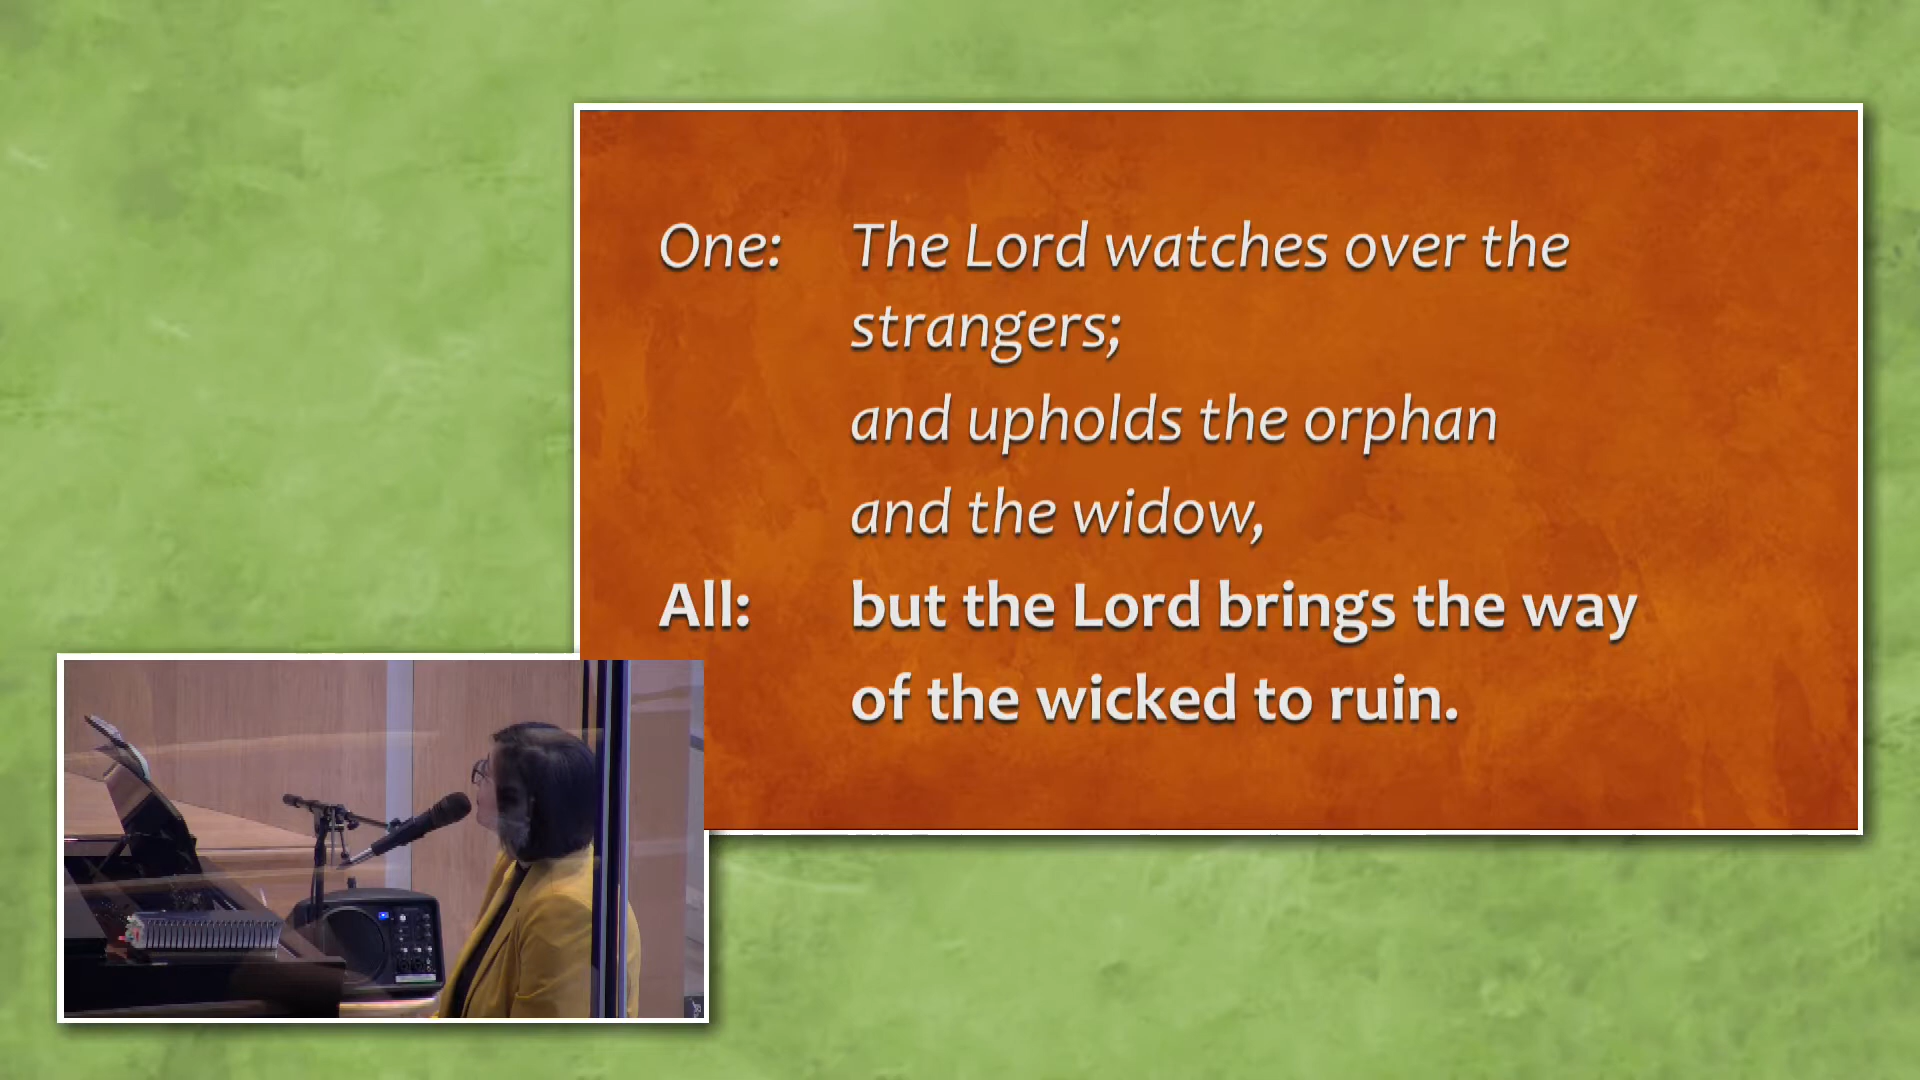 One: The Lord watches over the
strangers;
and upholds the orphan
and the widow,
All: but the Lord brings the way
of the wicked to ruin.